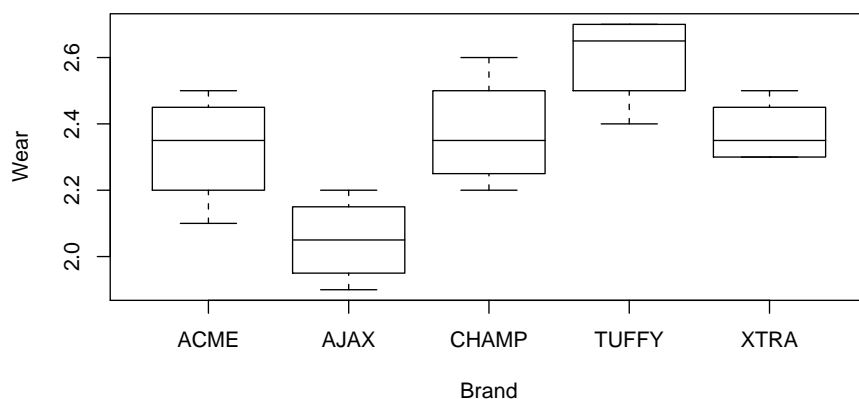 Wear
2.6
2.4
2.2
2.0
ACME AJAX CHAMP TUFFY XTRA
Brand